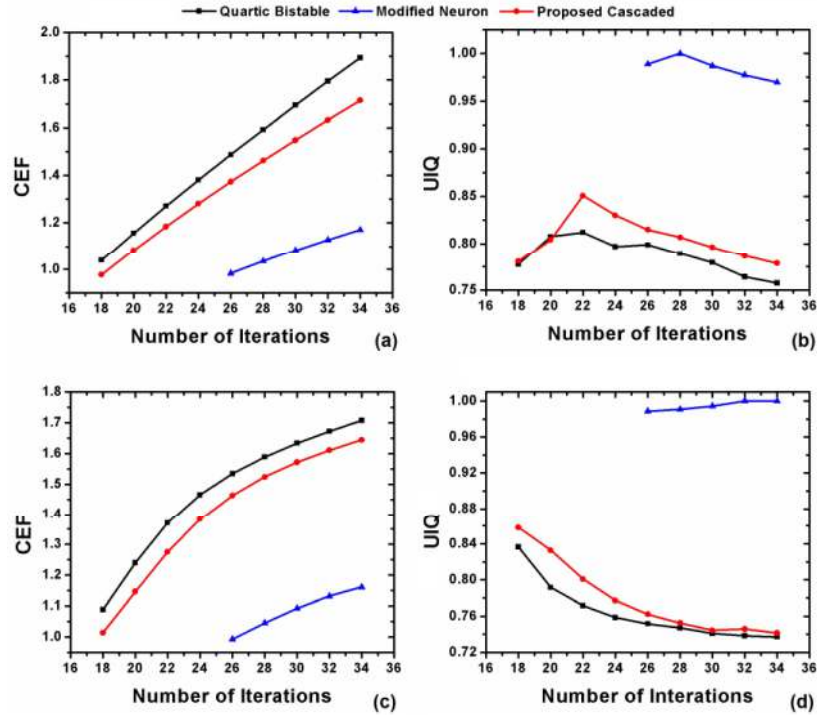 Quartic Bistable Modified Neuron Proposed Cascaded
2.0
1.8
1.6
1.4
1.2
1.0
CEF
16 18 20 22 24 26 28 30 32 34 36
Number of Iterations (a)
1.00
0.95
0.90
0.85
0.80
0.75
UIQ
16 18 20 22 24 26 28 30 32 34 36
Number of Iterations (b)
1.8
1.7
1.6
1.5
1.4
1.3
1.2
1.1
1.0
CEF
16 18 20 22 24 26 28 30 32 34 36
Number of Iterations (c)
1.00
0.96
0.92
0.88
0.84
0.80
0.76
0.72
UIQ
16 18 20 22 24 26 28 30 32 34 36
Number of Interations (d)